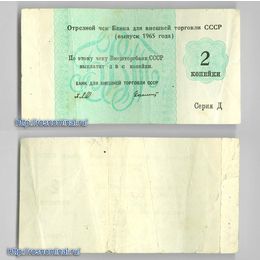 Отрезной чек Банка для внешней торговли СССР
(выпуск 1965 года)
По этому чеку Внешторгбанк СССР
выплатит две копейки.
БАНК ДЛЯ ВНЕШНЕЙ ТОРГОВЛИ СССР
2
КОПЕЙКИ
Серия Д